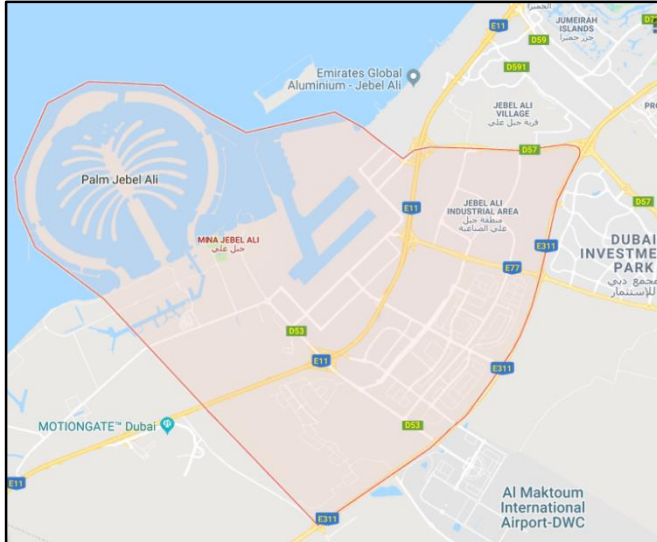 E11
D59
JUMEIRAH
ISLANDS
جزر جميرا
D591
Emirates Global
Aluminium - Jebel Ali
JEBEL ALI
VILLAGE
قرية جبل علي
D57
Palm Jebel Ali
JEBEL ALI
INDUSTRIAL AREA
منطقة جبل
علي الصناعية
D57
E11
MINA JEBEL ALI
جبل علي
E311
DUBAI
INVESTME
PARK
مجمع دبي
للإستثمار
E77
D53
E11
E311
MOTIONGATE™ Dubai
D53
E11
Al Maktoum
International
Airport-DWC
E311